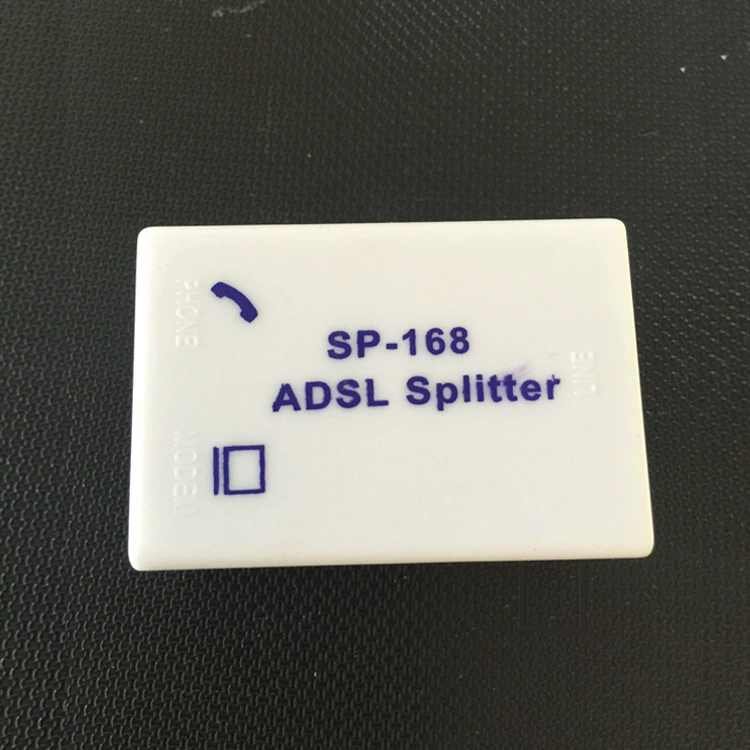 PHONE
SP-168
ADSL Splitter
LINE
MODEM